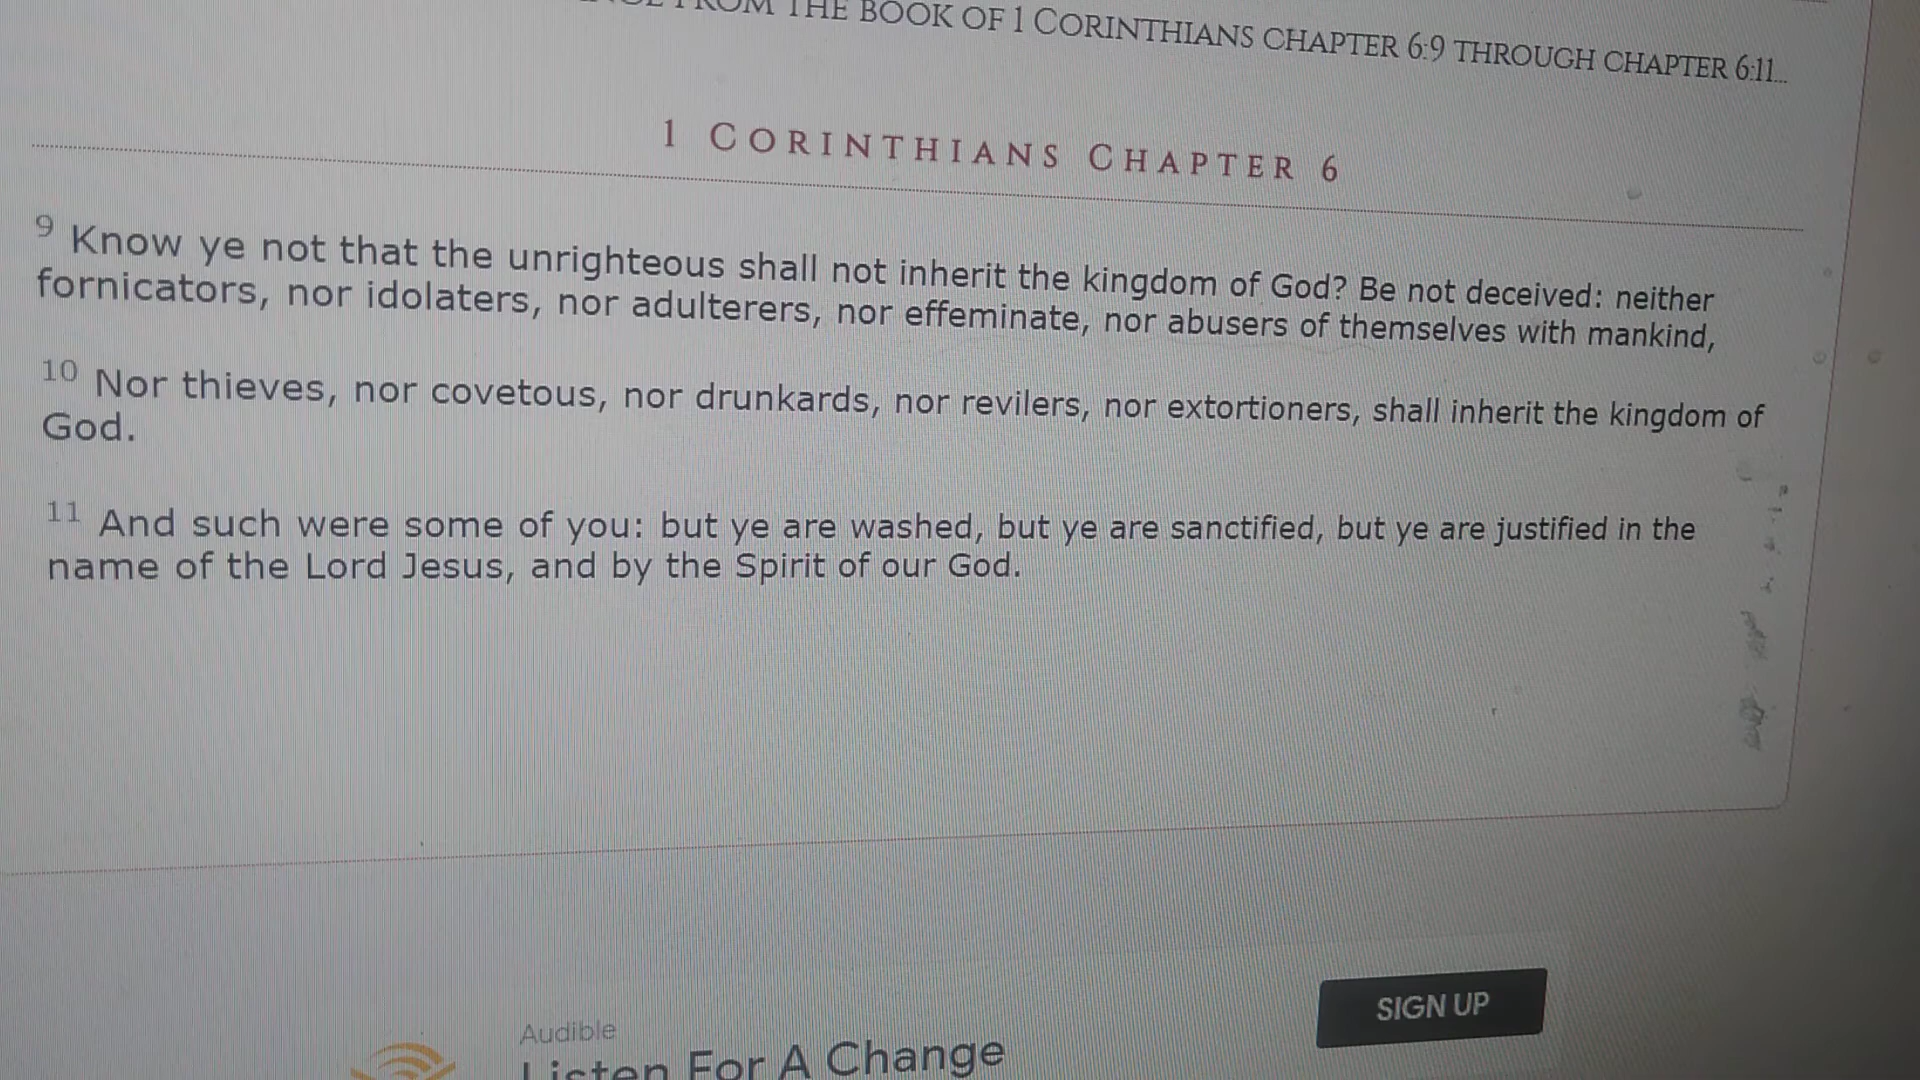 FROM THE BOOK OF 1 CORINTHIANS CHAPTER 6:9 THROUGH CHAPTER 6:11...
1 CORINTHIANS CHAPTER 6
9 Know ye not that the unrighteous shall not inherit the kingdom of God? Be not deceived: neither
fornicators, nor idolaters, nor adulterers, nor effeminate, nor abusers of themselves with mankind,
10 Nor thieves, nor covetous, nor drunkards, nor revilers, nor extortioners, shall inherit the kingdom of
God.
11 And such were some of you: but ye are washed, but ye are sanctified, but ye are justified in the
name of the Lord Jesus, and by the Spirit of our God.
SIGN UP
Audible
Listen For A Change